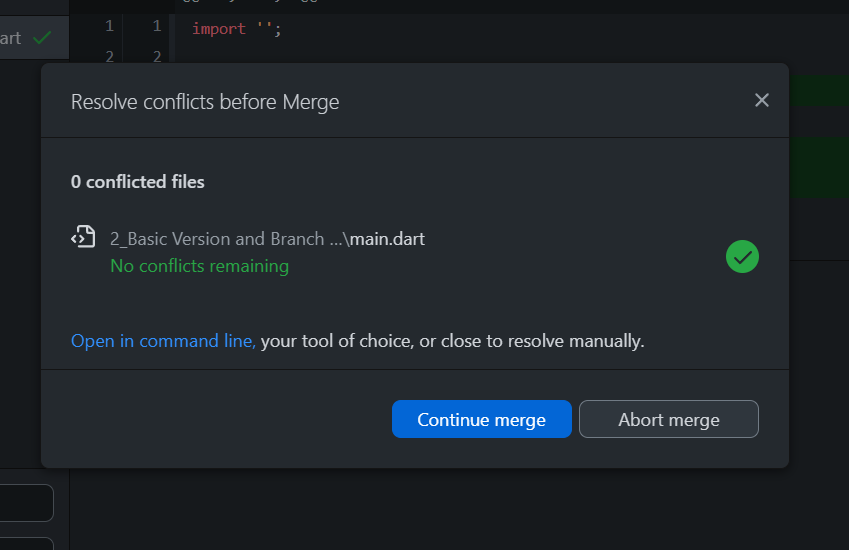 1 1 import '';
art
2 2
Resolve conflicts before Merge
0 conflicted files
2_Basic Version and Branch ...\main.dart
No conflicts remaining
Open in command line, your tool of choice, or close to resolve manually.
Continue merge Abort merge